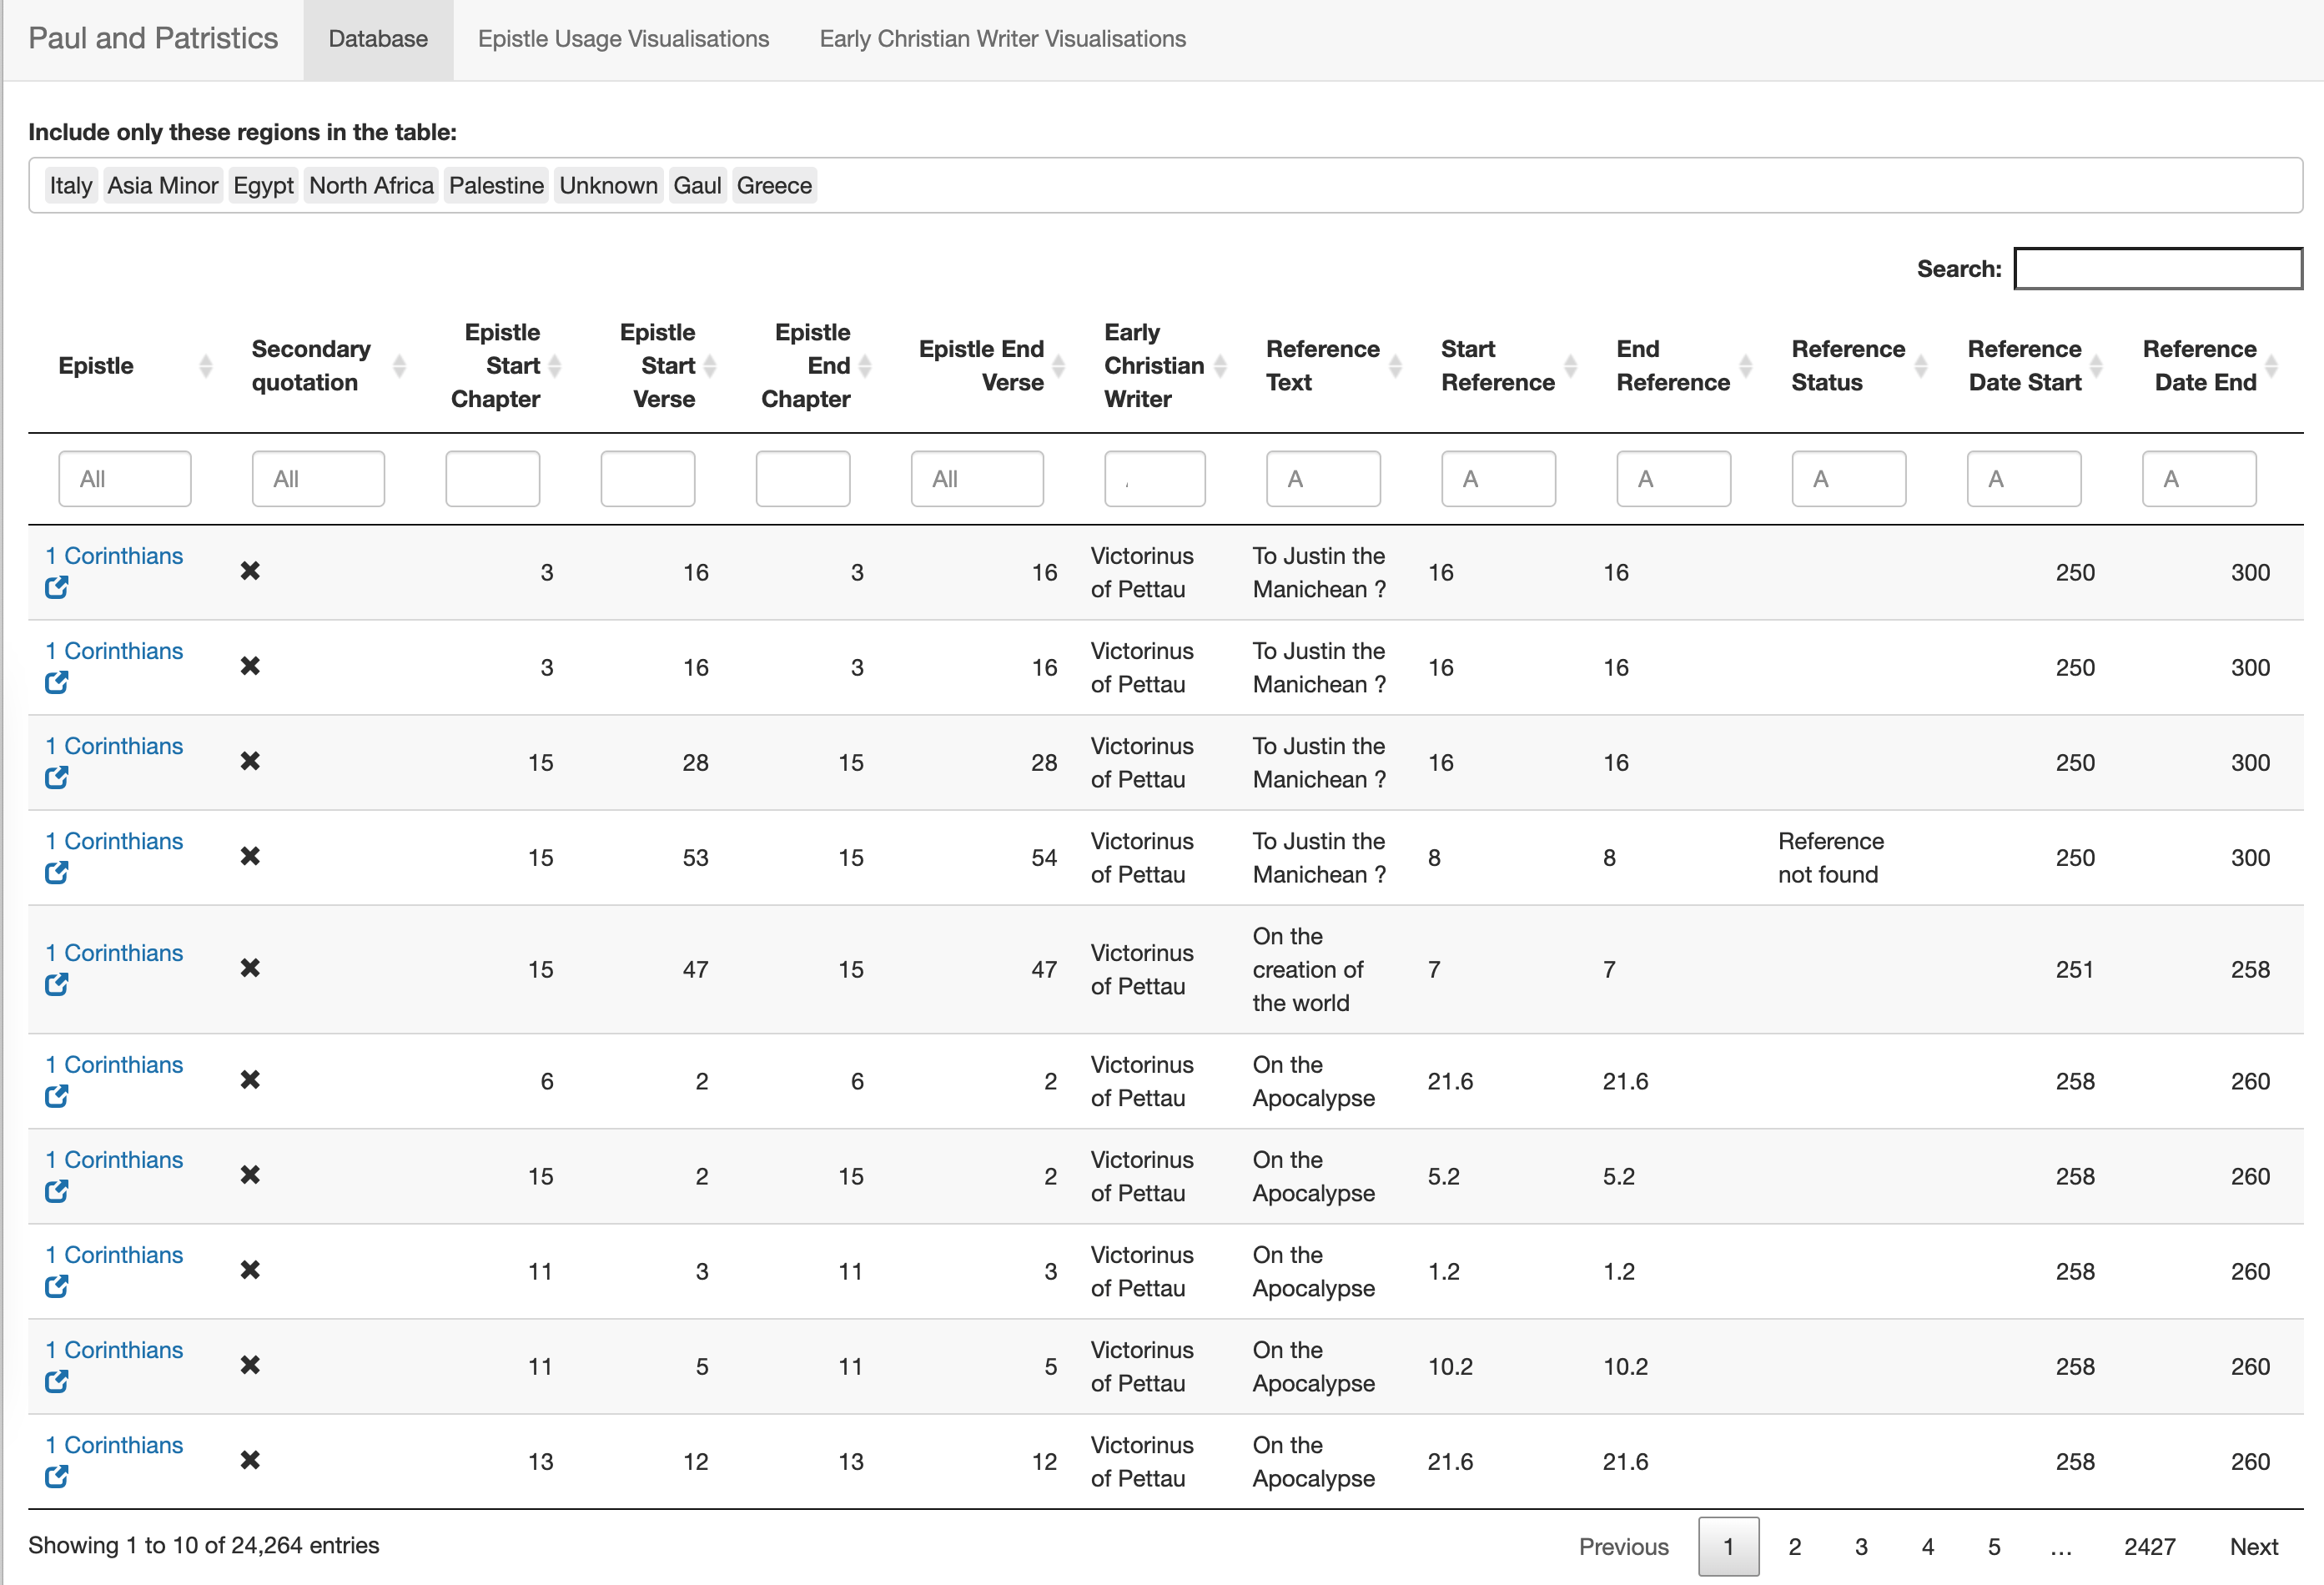 Paul and Patristics Database Epistle Usage Visualisations Early Christian Writer Visualisations
Include only these regions in the table:
Italy Asia Minor Egypt North Africa Palestine Unknown Gaul Greece
Search:
Epistle Secondary quotation Epistle Start Chapter Epistle Start Verse Epistle End Chapter Epistle End Verse Early Christian Writer Reference Text Start Reference End Reference Reference Status Reference Date Start Reference Date End
All All All A A A A A A
1 Corinthians 3 16 3 16 Victorinus of Pettau To Justin the Manichean ? 16 16 250 300
1 Corinthians 3 16 3 16 Victorinus of Pettau To Justin the Manichean ? 16 16 250 300
1 Corinthians 15 28 15 28 Victorinus of Pettau To Justin the Manichean ? 16 16 250 300
1 Corinthians 15 53 15 54 Victorinus of Pettau To Justin the Manichean ? 8 8 Reference not found 250 300
1 Corinthians 15 47 15 47 Victorinus of Pettau On the creation of the world 7 7 251 258
1 Corinthians 6 2 6 2 Victorinus of Pettau On the Apocalypse 21.6 21.6 258 260
1 Corinthians 15 2 15 2 Victorinus of Pettau On the Apocalypse 5.2 5.2 258 260
1 Corinthians 11 3 11 3 Victorinus of Pettau On the Apocalypse 1.2 1.2 258 260
1 Corinthians 11 5 11 5 Victorinus of Pettau On the Apocalypse 10.2 10.2 258 260
1 Corinthians 13 12 13 12 Victorinus of Pettau On the Apocalypse 21.6 21.6 258 260
Showing 1 to 10 of 24,264 entries Previous 1 2 3 4 5 … 2427 Next